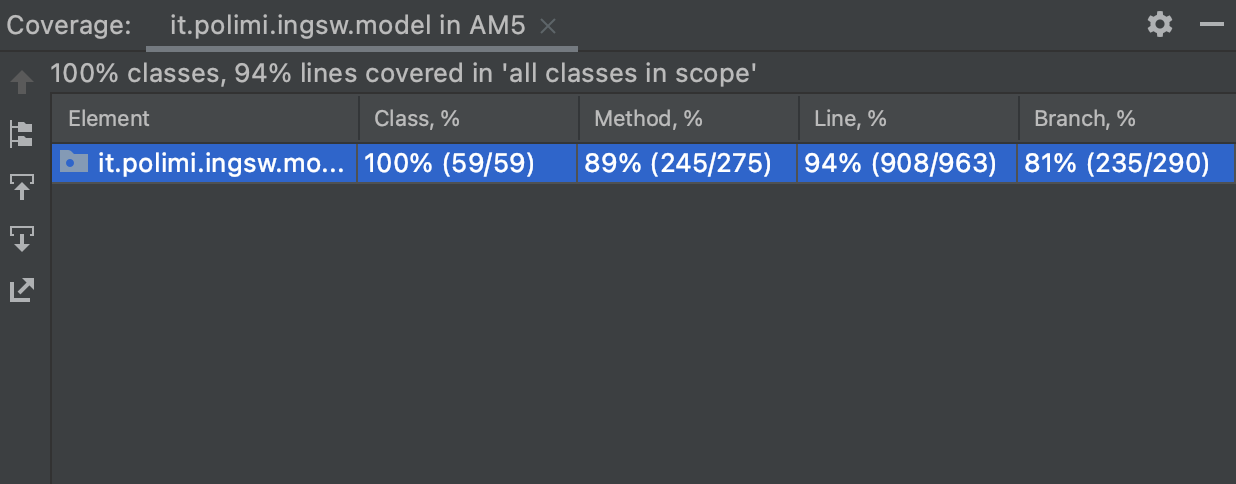 Coverage: it.polimi.ingsw.model in AM5
100% classes, 94% lines covered in 'all classes in scope'
Element Class, % Method, % Line, % Branch, %
it.polimi.ingsw.mo... 100% (59/59) 89% (245/275) 94% (908/963) 81% (235/290)